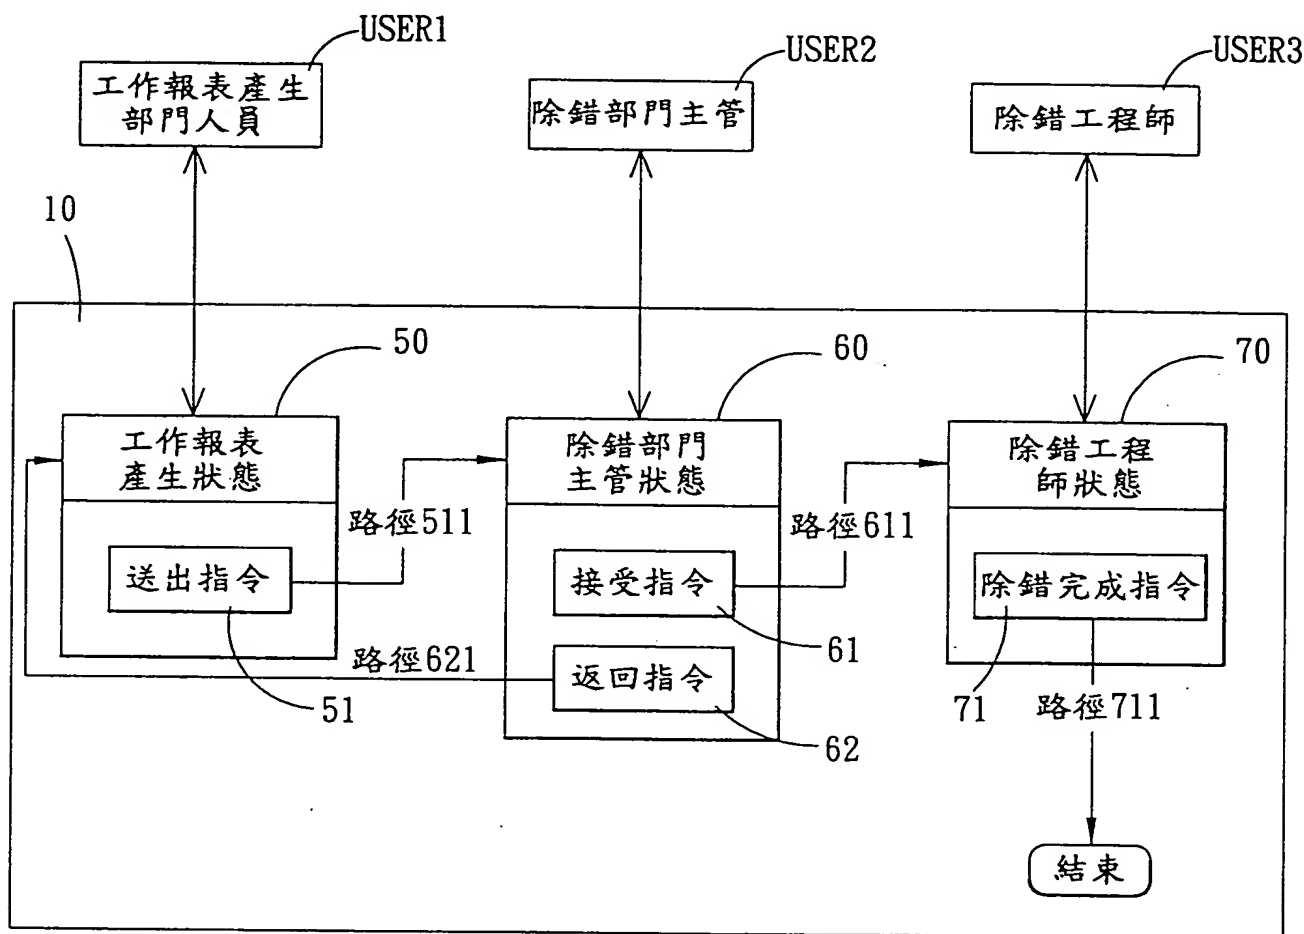 USER1
工作報表產生
部門人員
USER2
除錯部門主管
USER3
除錯工程師
10
50
工作報表
產生狀態
送出指令
51
路徑511
60
除錯部門
主管狀態
接受指令
61
返回指令
62
路徑621
路徑611
70
除錯工程
師狀態
除錯完成指令
71
路徑711
結束